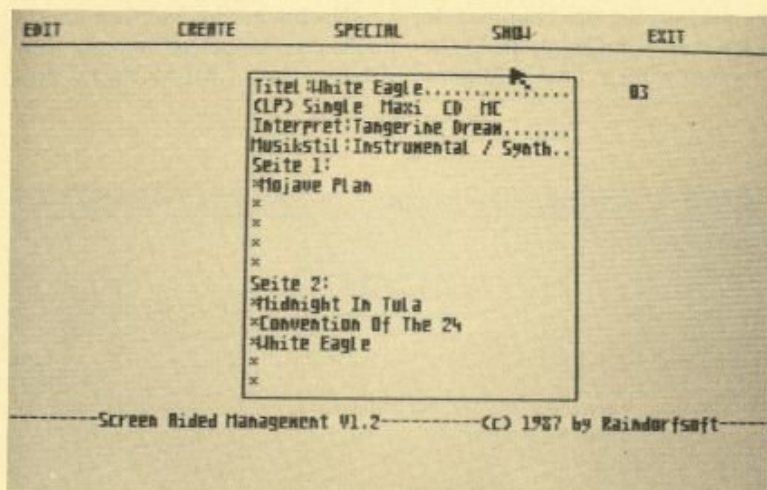 EDIT CREATE SPECIAL SHOW EXIT
Titel:White Eagle............... 03
(LP) Single Maxi CD MC
Interpret:Tangerine Dream.......
Musikstil:Instrumental / Synth..
Seite 1:
*Mojave Plan
*
*
*
*
Seite 2:
*Midnight In Tula
*Convention Of The 24
*White Eagle
*
*
---------Screen Aided Management V1.2----------(c) 1987 by Raindorfsoft-----